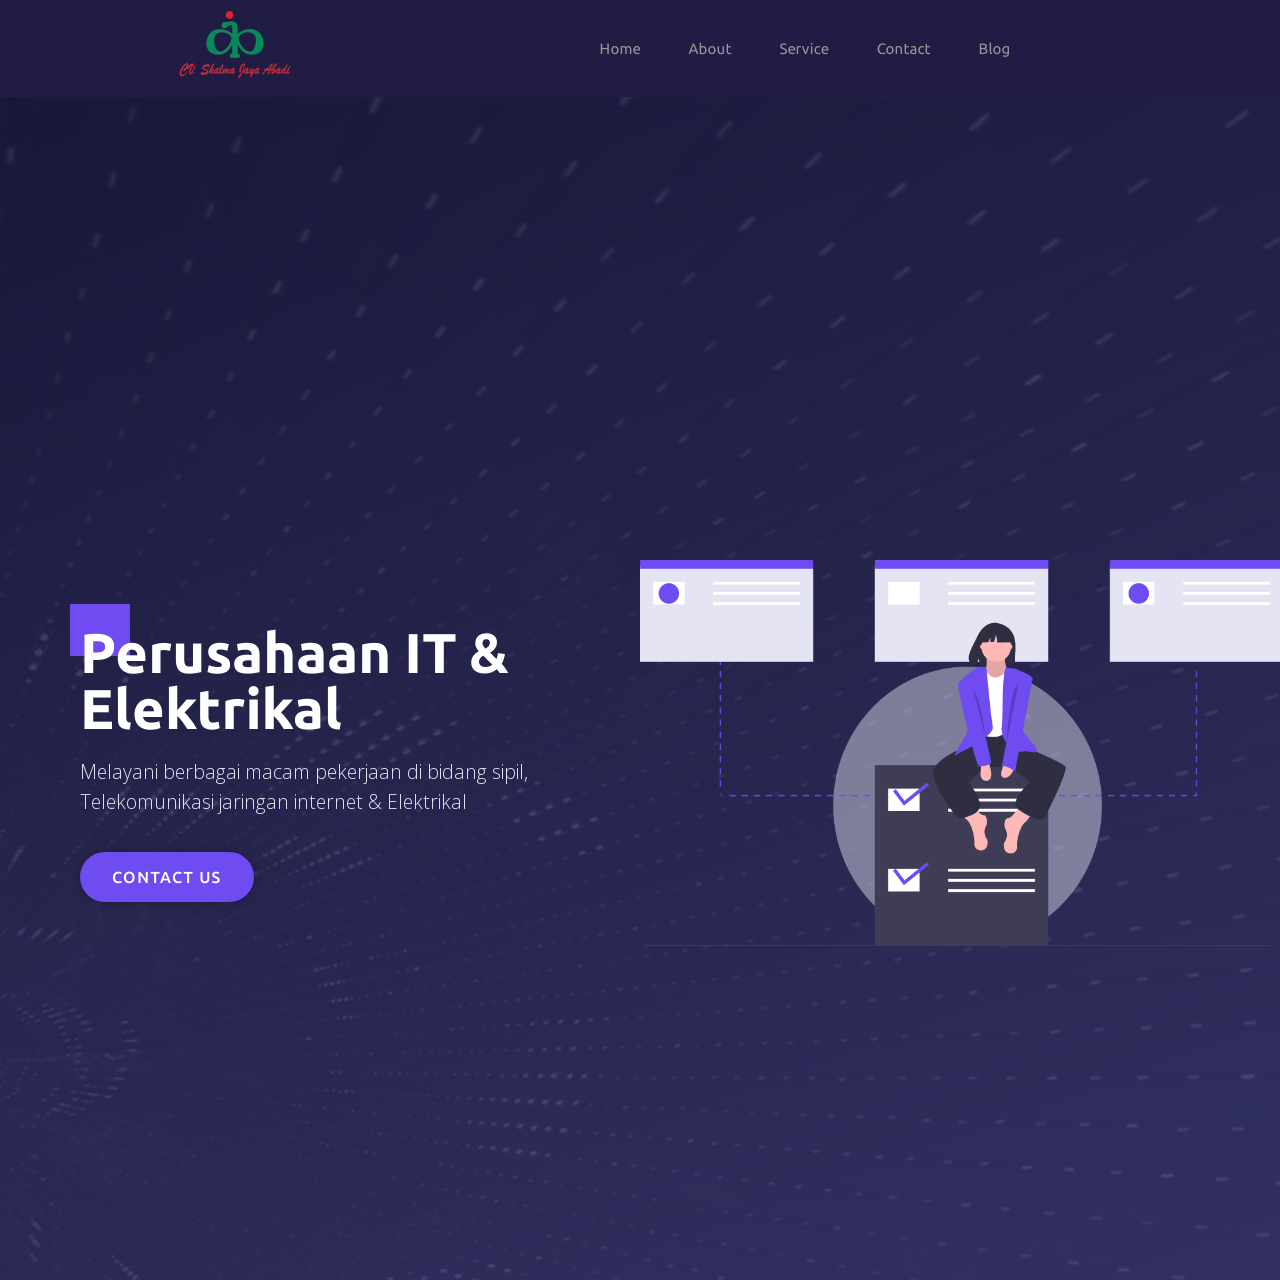 CV. Shalma Jaya Abadi
Home
About
Service
Contact
Blog
Perusahaan IT &
Elektrikal
Melayani berbagai macam pekerjaan di bidang sipil,
Telekomunikasi jaringan internet & Elektrikal
CONTACT US